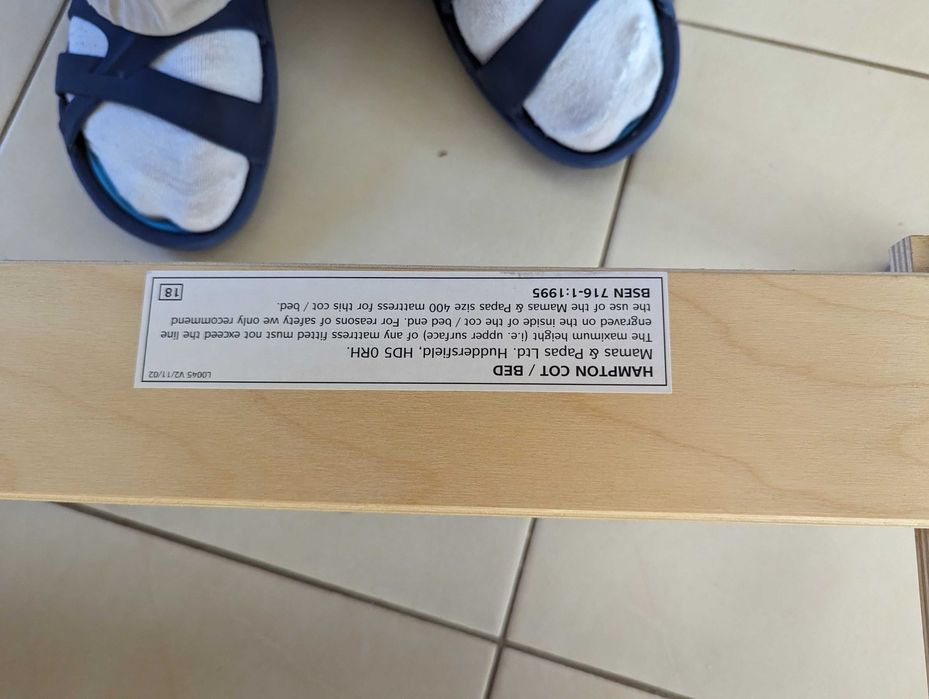 L0045 V2/11/02
HAMPTON COT / BED
Mamas & Papas Ltd. Huddersfield, HD5 0RH.
The maximum height (i.e. upper surface) of any mattress fitted must not exceed the line
engraved on the inside of the cot / bed end. For reasons of safety we only recommend
the use of the Mamas & Papas size 400 mattress for this cot / bed.
BSEN 716-1:1995
18